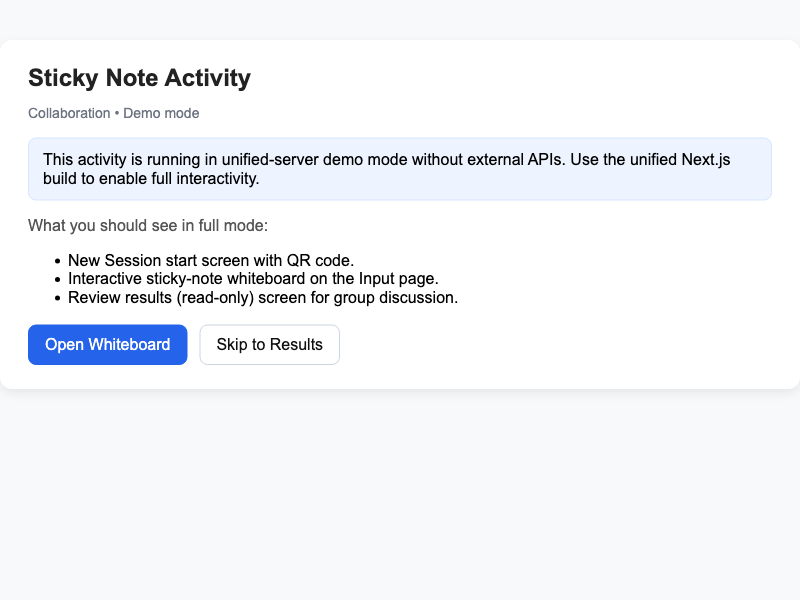 Sticky Note Activity
Collaboration • Demo mode
This activity is running in unified-server demo mode without external APIs. Use the unified Next.js
build to enable full interactivity.
What you should see in full mode:
• New Session start screen with QR code.
• Interactive sticky-note whiteboard on the Input page.
• Review results (read-only) screen for group discussion.
Open Whiteboard
Skip to Results